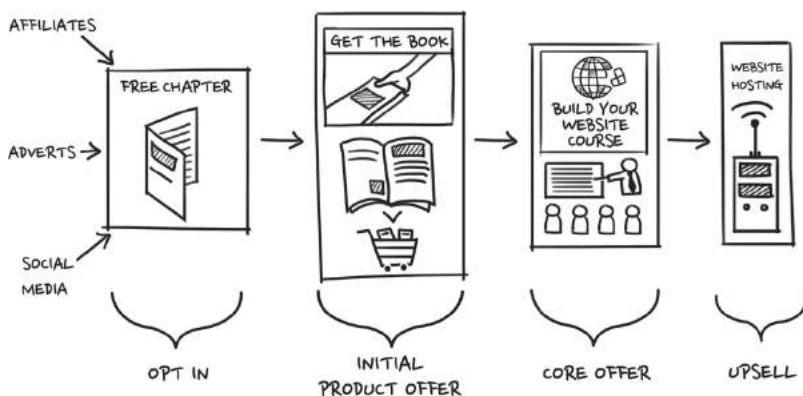 AFFILIATES
ADVERTS
SOCIAL
MEDIA
FREE CHAPTER
OPT IN
GET THE BOOK
INITIAL
PRODUCT OFFER
BUILD YOUR
WEBSITE
COURSE
CORE OFFER
WEBSITE
HOSTING
UPSELL